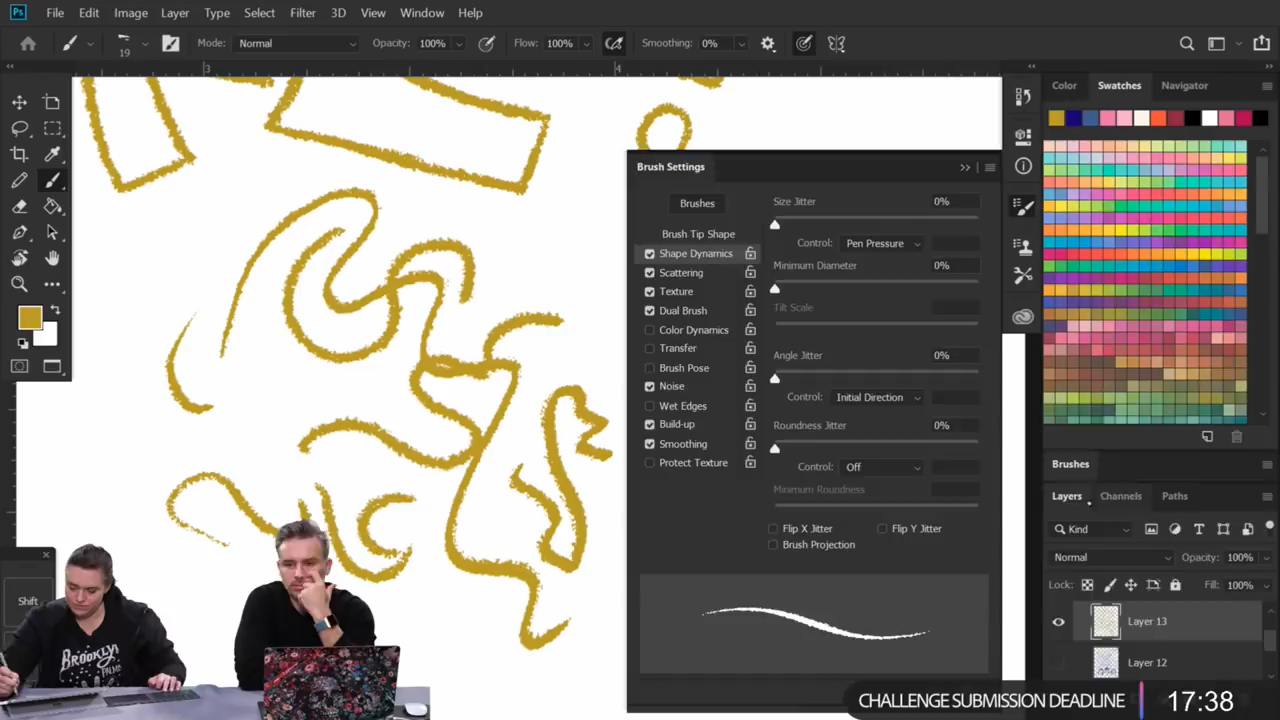 Ps File Edit Image Layer Type Select Filter 3D View Window Help
19 Mode: Normal Opacity: 100% Flow: 100% Smoothing: 0%
3 4
Color Swatches Navigator
Brush Settings
Brushes
Brush Tip Shape
Shape Dynamics
Scattering
Texture
Dual Brush
Color Dynamics
Transfer
Brush Pose
Noise
Wet Edges
Build-up
Smoothing
Protect Texture
Size Jitter 0%
Control: Pen Pressure
Minimum Diameter 0%
Tilt Scale
Angle Jitter 0%
Control: Initial Direction
Roundness Jitter 0%
Control: Off
Minimum Roundness
Flip X Jitter Flip Y Jitter
Brush Projection
Brushes
Layers Channels Paths
Kind
Normal Opacity: 100%
Lock: Fill: 100%
Layer 13
Layer 12
Shift
BROOKLYN
CHALLENGE SUBMISSION DEADLINE 17:38